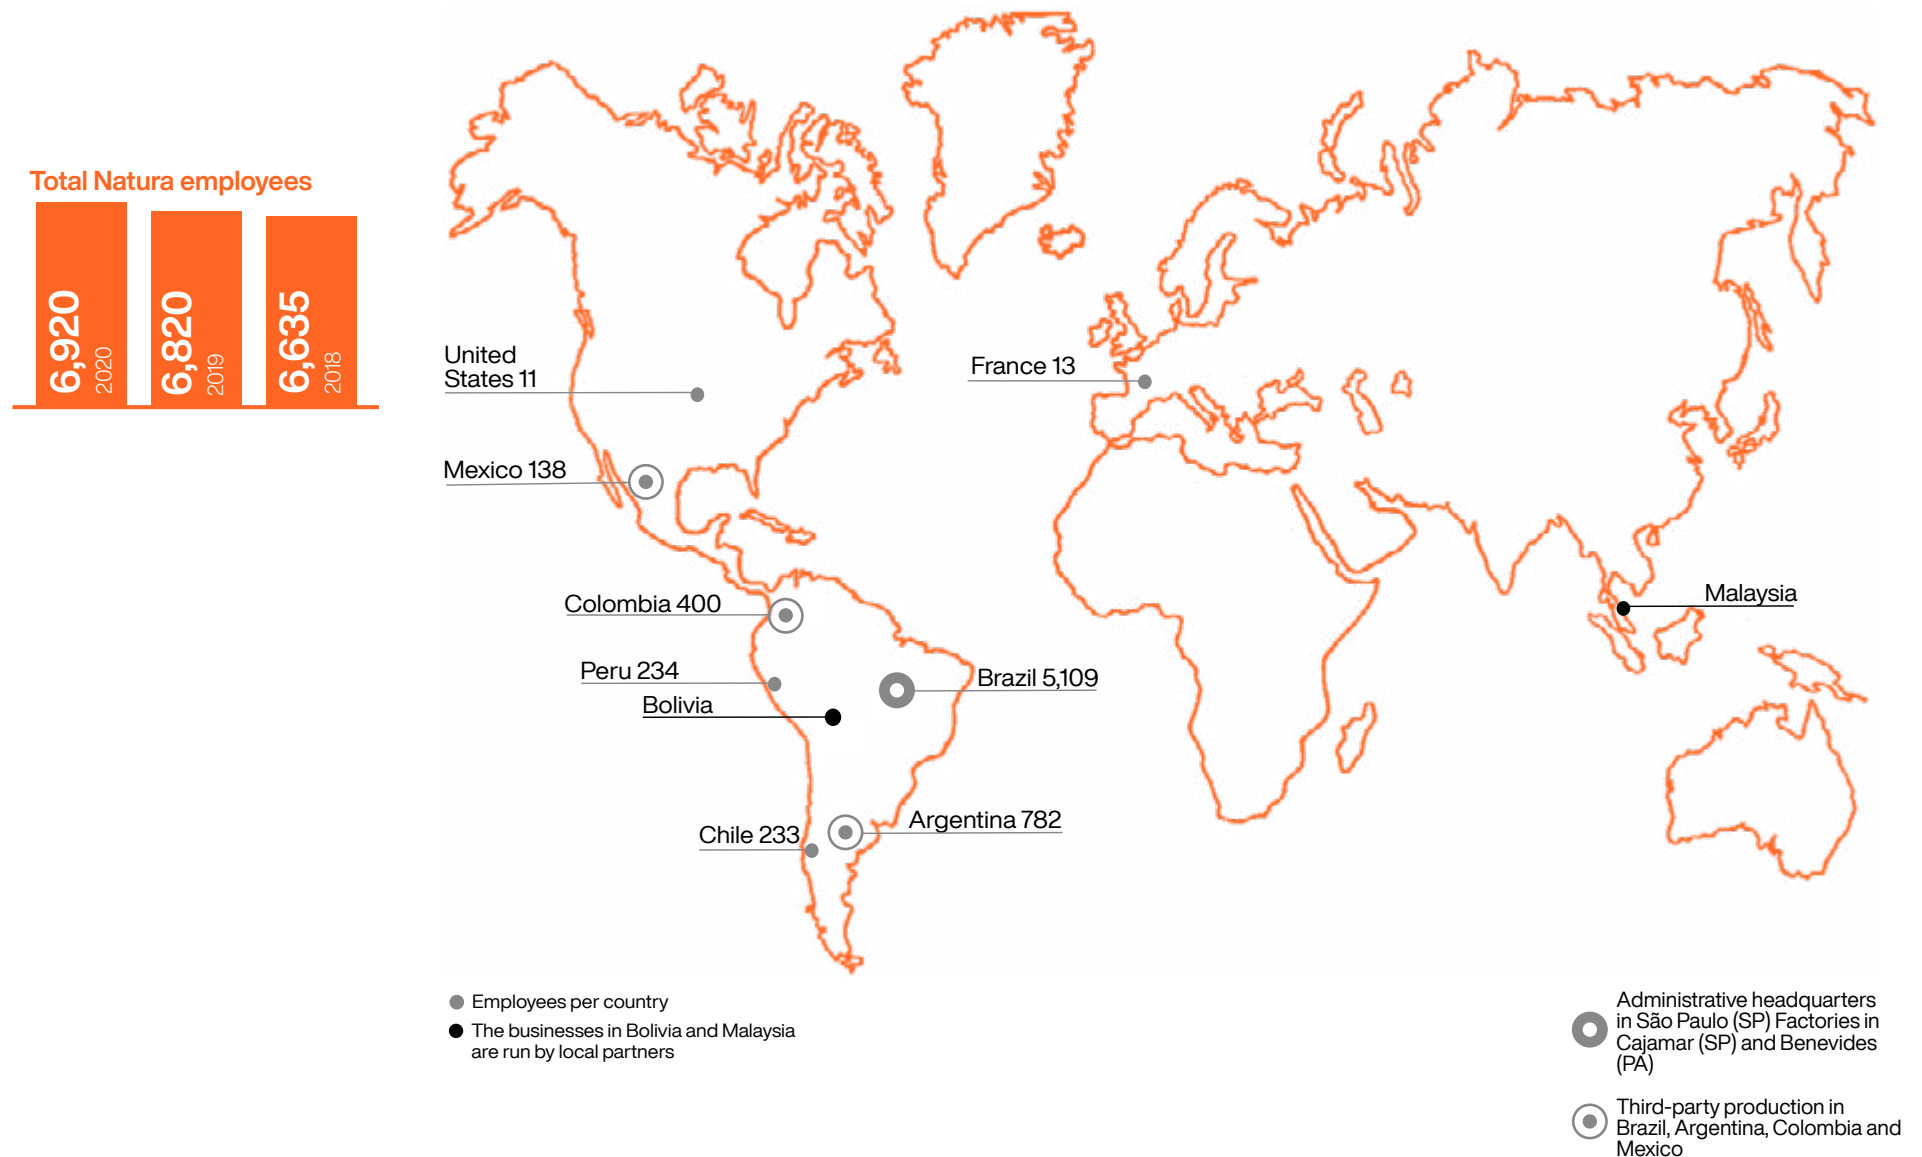 Total Natura employees
6,920
2020
6,820
2019
6,635
2018
United
States 11
France 13
Mexico 138
Colombia 400
Malaysia
Peru 234
Brazil 5,109
Bolivia
Argentina 782
Chile 233
Employees per country
The businesses in Bolivia and Malaysia
are run by local partners
Administrative headquarters
in São Paulo (SP) Factories in
Cajamar (SP) and Benevides
(PA)
Third-party production in
Brazil, Argentina, Colombia and
Mexico